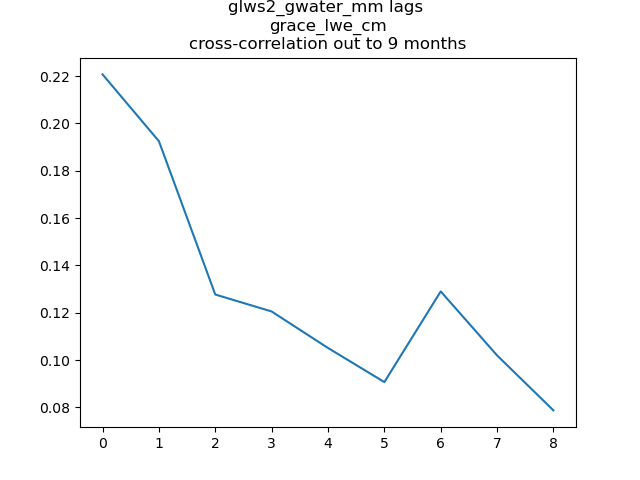 glws2_gwater_mm lags
grace_lwe_cm
cross-correlation out to 9 months
0.22
0.20
0.18
0.16
0.14
0.12
0.10
0.08
0 1 2 3 4 5 6 7 8